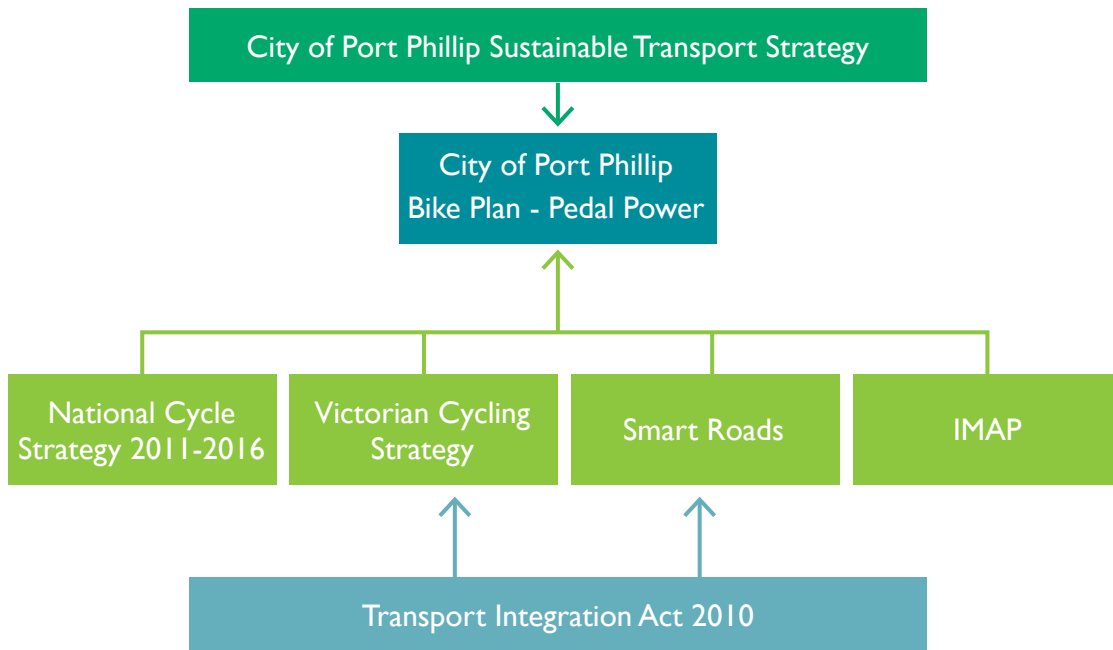 City of Port Phillip Sustainable Transport Strategy
City of Port Phillip
Bike Plan - Pedal Power
National Cycle
Strategy 2011-2016
Victorian Cycling
Strategy
Smart Roads
IMAP
Transport Integration Act 2010